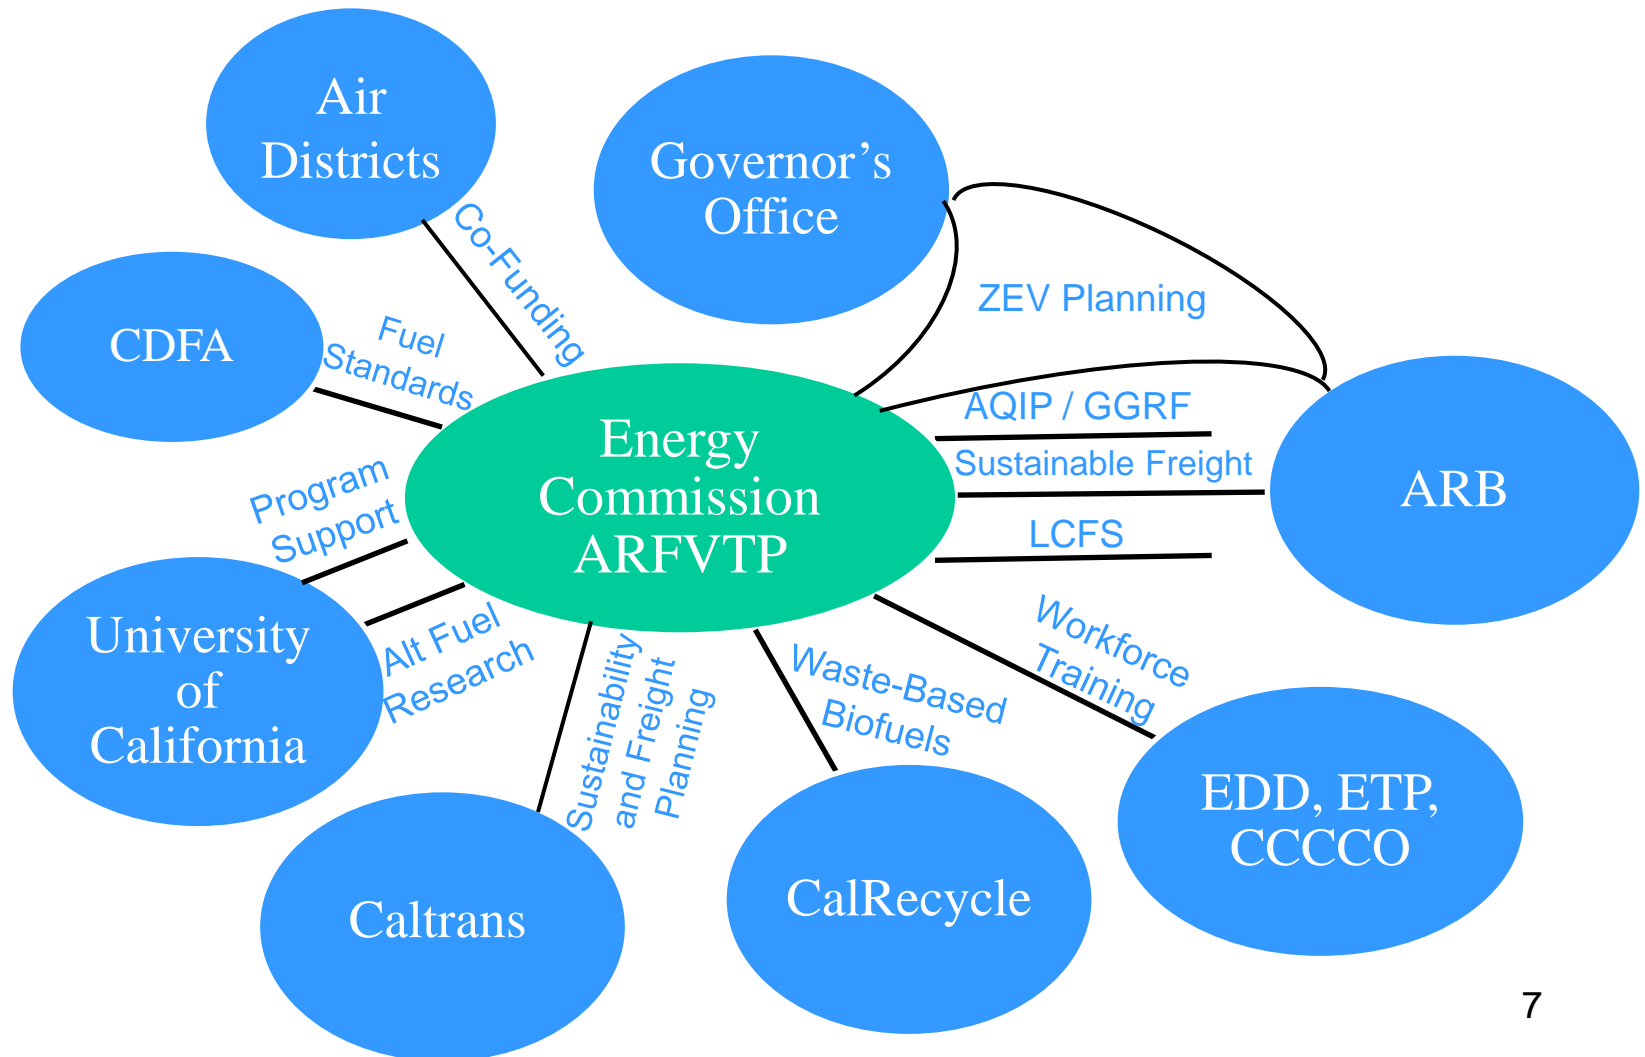 Air
Districts
Governor’s
Office
Co-Funding
ZEV Planning
CDFA
Fuel
Standards
AQIP / GGRF
Energy
Commission
ARFVTP
Sustainable Freight
ARB
LCFS
Program
Support
University
of
California
Alt Fuel
Research
Sustainability
and Freight
Planning
Waste-Based
Biofuels
Workforce
Training
EDD, ETP,
CCCCO
CalRecycle
Caltrans
7